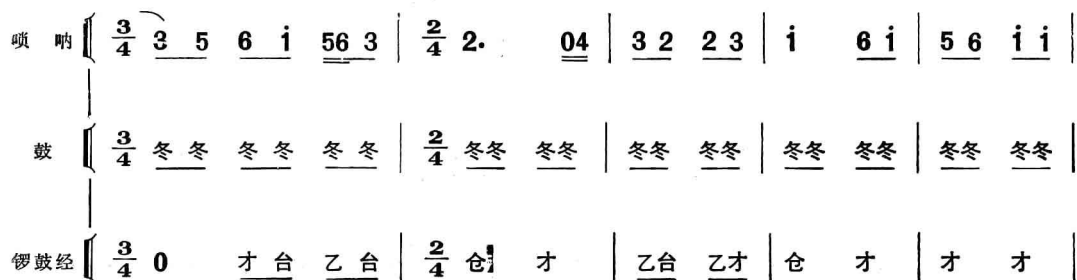 唢呐 3/4 3 5 6 i 56 3 | 2/4 2. 04 | 3 2 2 3 | i 6 i | 5 6 i i |
鼓 3/4 冬 冬 冬 冬 冬 冬 | 2/4 冬冬 冬冬 | 冬冬 冬冬 | 冬冬 冬冬 | 冬冬 冬冬 |
锣鼓经 3/4 0 才 台 乙 台 | 2/4 仓 才 | 乙台 乙才 | 仓 才 | 才 才 |